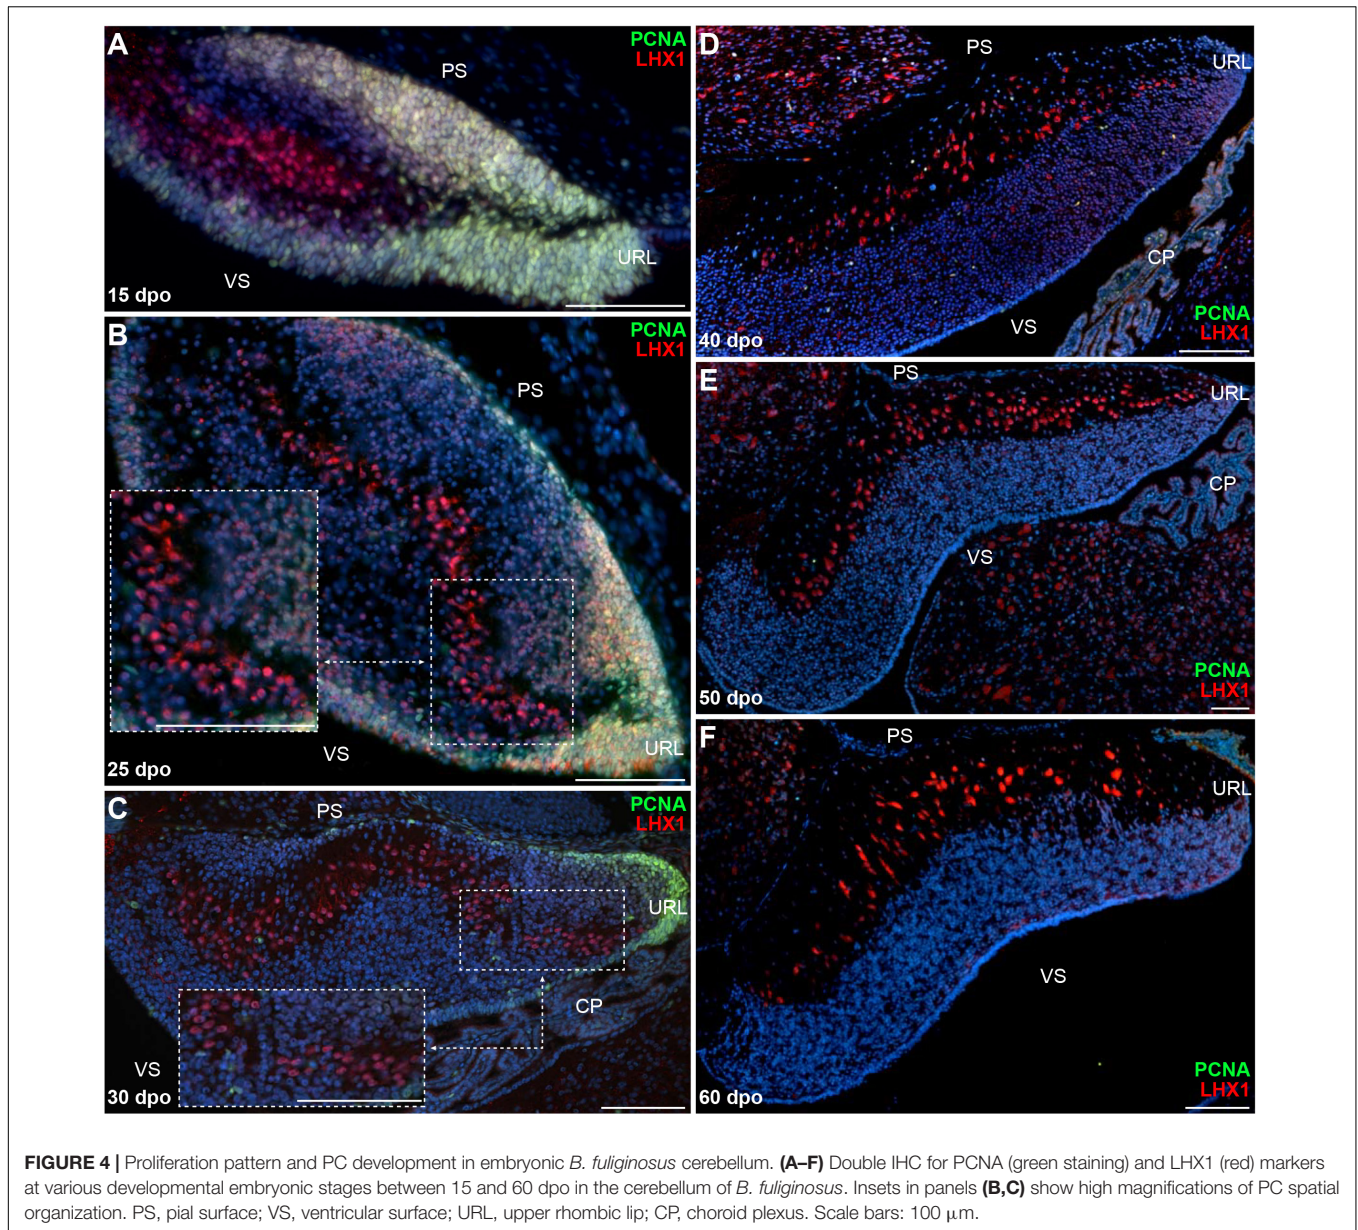 A
PCNA
LHX1
PS
VS
URL
15 dpo
B
PCNA
LHX1
PS
VS
URL
25 dpo
C
PCNA
LHX1
PS
URL
CP
VS
30 dpo
D
PS
URL
CP
VS
PCNA
LHX1
40 dpo
E
PS
URL
CP
VS
PCNA
LHX1
50 dpo
F
PS
URL
VS
PCNA
LHX1
60 dpo
FIGURE 4 | Proliferation pattern and PC development in embryonic B. fuliginosus cerebellum. (A–F) Double IHC for PCNA (green staining) and LHX1 (red) markers
at various developmental embryonic stages between 15 and 60 dpo in the cerebellum of B. fuliginosus. Insets in panels (B,C) show high magnifications of PC spatial
organization. PS, pial surface; VS, ventricular surface; URL, upper rhombic lip; CP, choroid plexus. Scale bars: 100 μm.